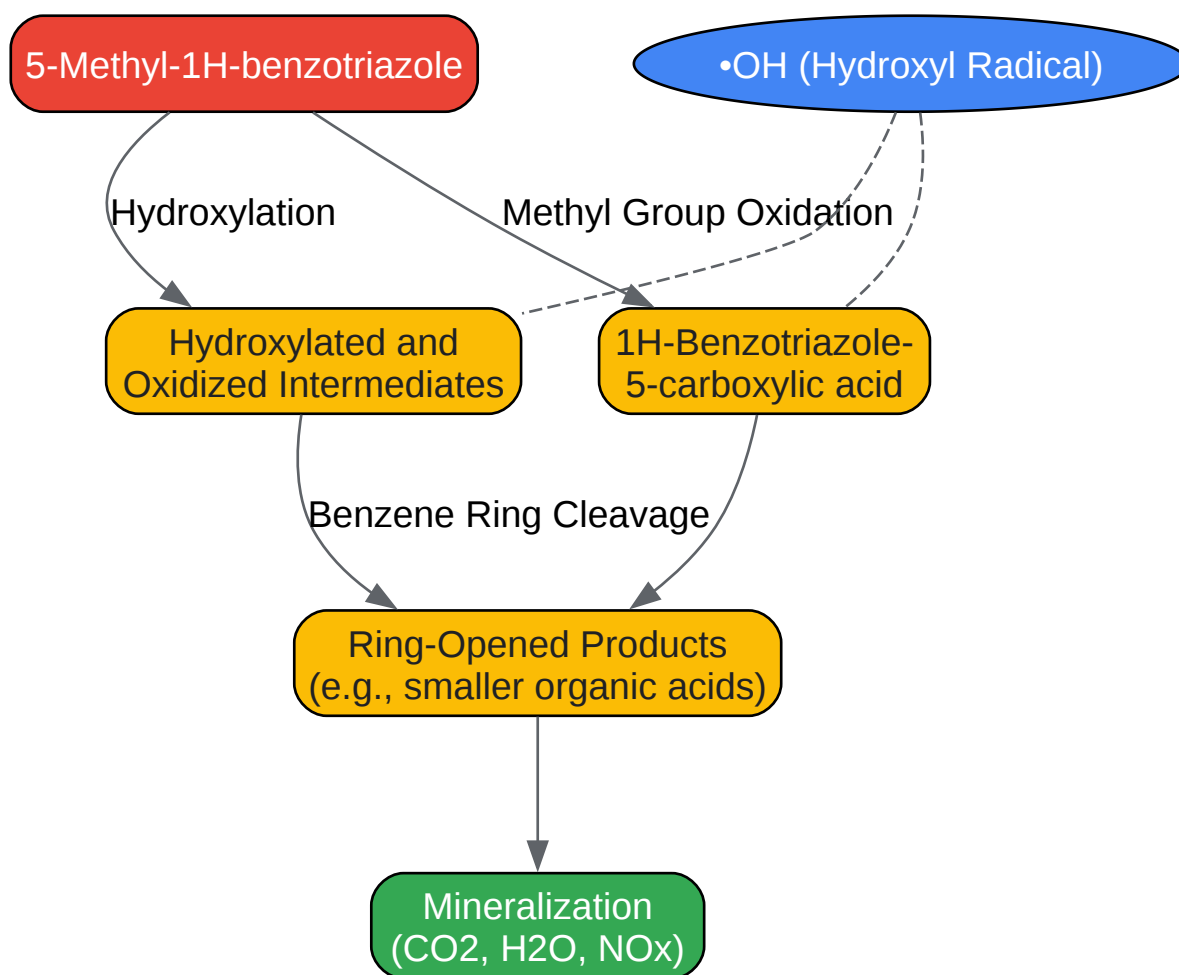 5-Methyl-1H-benzotriazole
•OH (Hydroxyl Radical)
Hydroxylation
Methyl Group Oxidation
Hydroxylated and
Oxidized Intermediates
1H-Benzotriazole-
5-carboxylic acid
Benzene Ring Cleavage
Ring-Opened Products
(e.g., smaller organic acids)
Mineralization
(CO2, H2O, NOx)